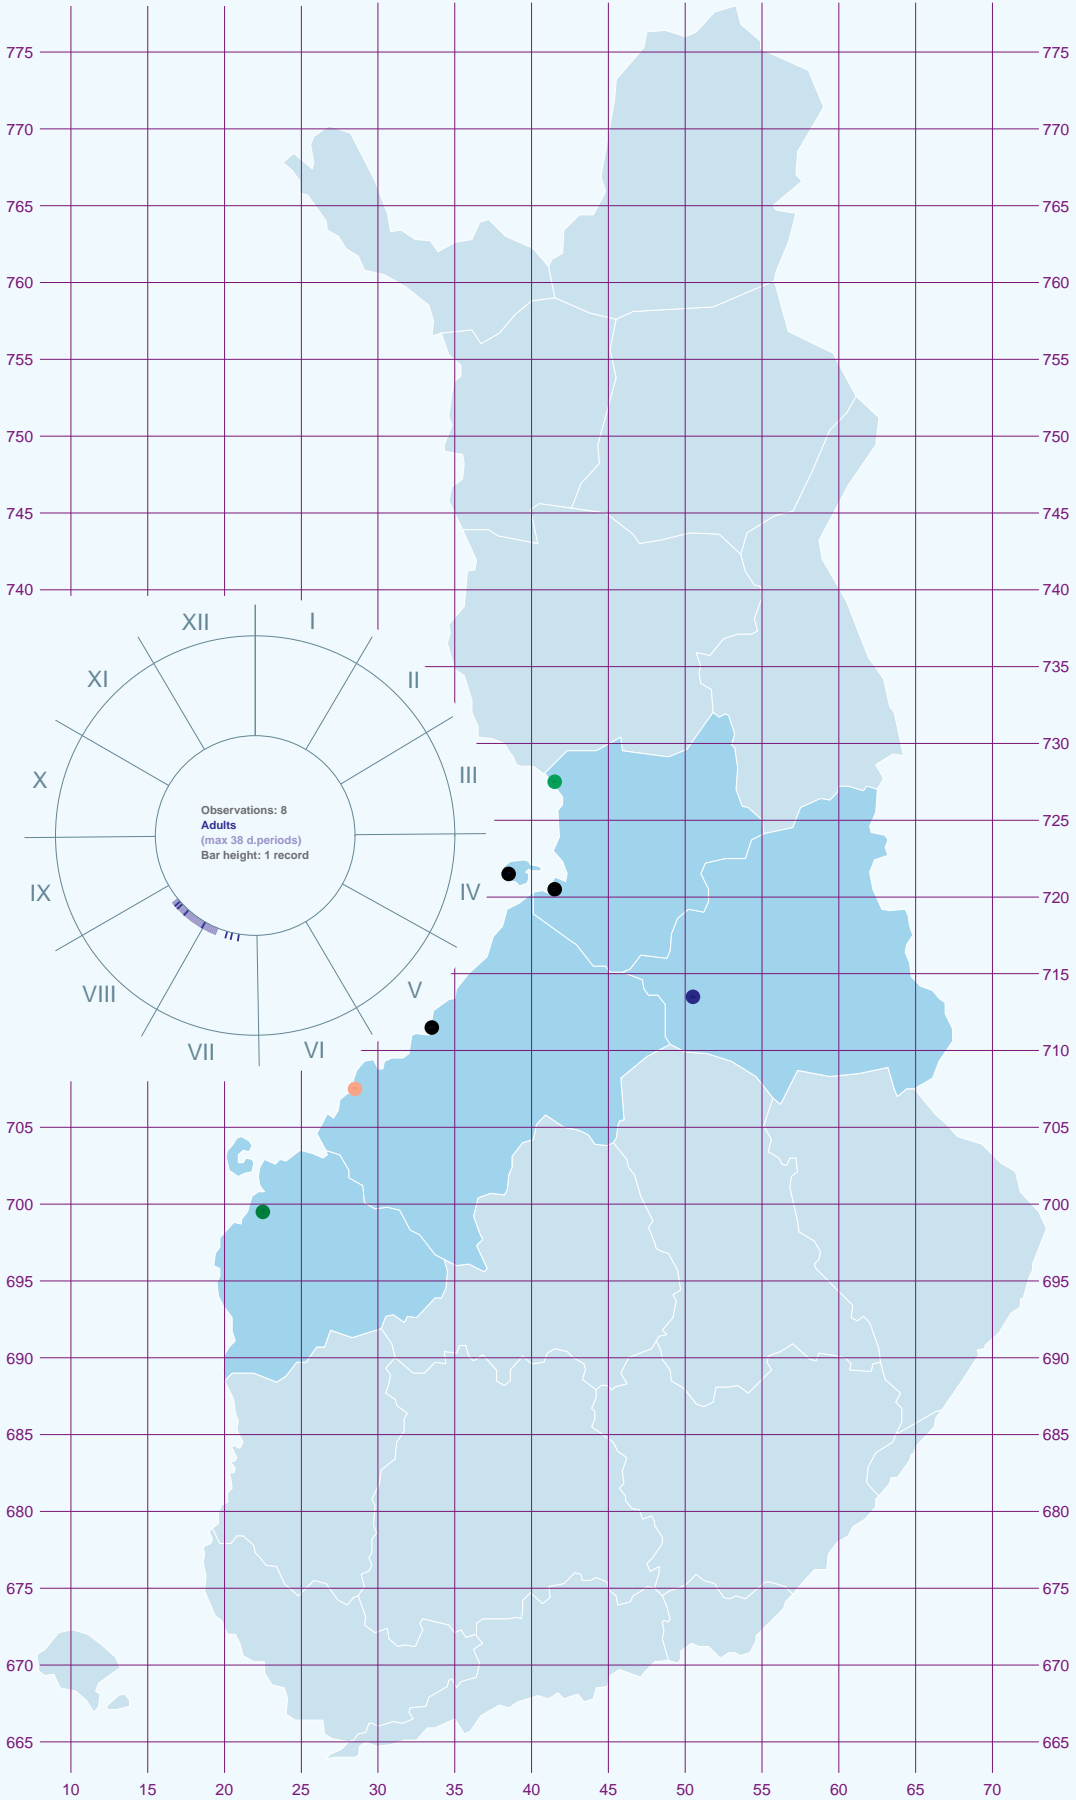 775 775
770 770
765 765
760 760
755 755
750 750
745 745
740 740
XII I
XI II
735
730
X III
Observations: 8
Adults
(max 38 d.periods)
Bar height: 1 record
725
IX IV
720
VIII V
715
VII VI
710
705 705
700 700
695 695
690 690
685 685
680 680
675 675
670 670
665 665
10 15 20 25 30 35 40 45 50 55 60 65 70